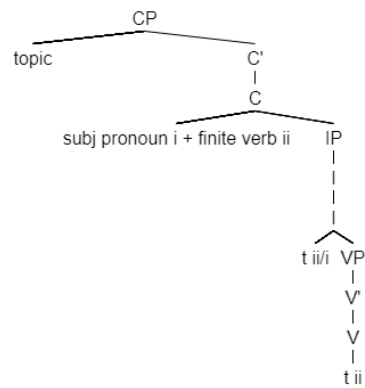 CP
topic C'
C
subj pronoun i + finite verb ii IP
I
I
I
t ii/i VP
V'
V
t ii